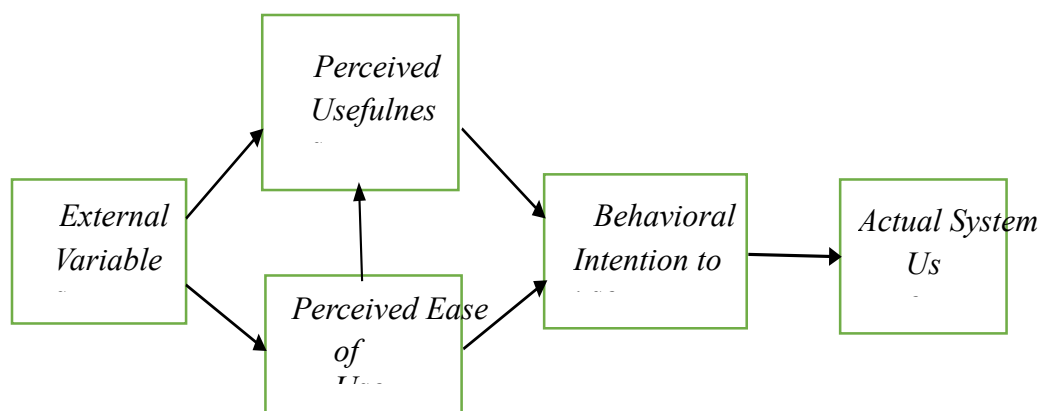 Perceived
Usefulnes
External
Variable
Behavioral
Intention to
Actual System
Us
Perceived Ease
of